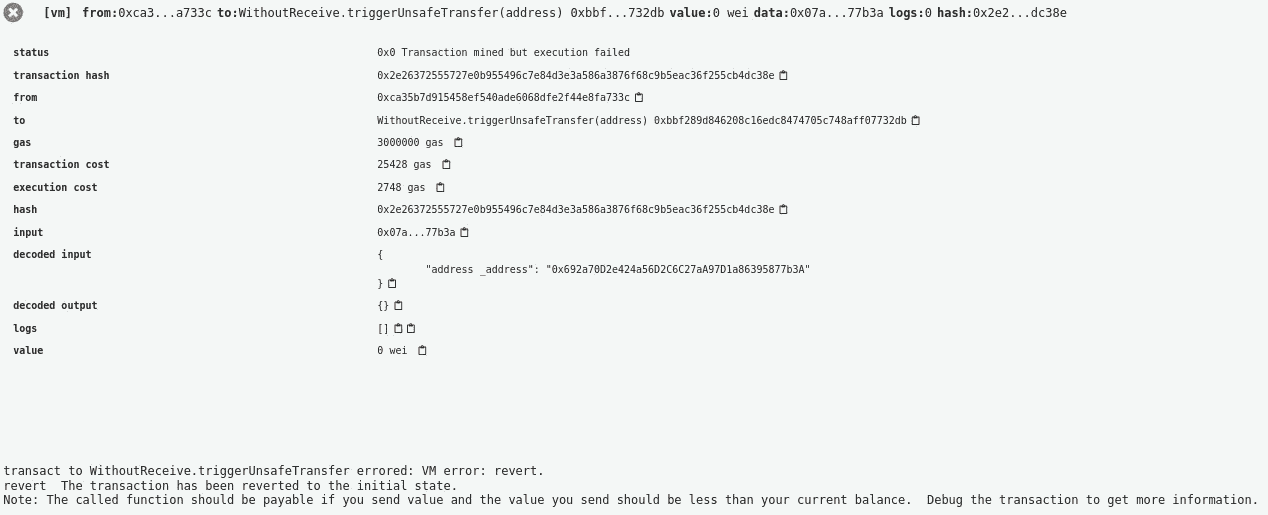 [vm] from:0xca3...a733c to:WithoutReceive.triggerUnsafeTransfer(address) 0xbbf...732db value:0 wei data:0x07a...77b3a logs:0 hash:0x2e2...dc38e
status 0x0 Transaction mined but execution failed
transaction hash 0x2e26372555727e0b955496c7e84d3e3a586a3876f68c9b5eac36f255cb4dc38e
from 0xca35b7d915458ef540ade6068dfe2f44e8fa733c
to WithoutReceive.triggerUnsafeTransfer(address) 0xbbf289d846208c16edc8474705c748aff07732db
gas 3000000 gas
transaction cost 25428 gas
execution cost 2748 gas
hash 0x2e26372555727e0b955496c7e84d3e3a586a3876f68c9b5eac36f255cb4dc38e
input 0x07a...77b3a
decoded input {
"address _address": "0x692a70D2e424a56D2C6C27aA97D1a86395877b3A"
}
decoded output {}
logs []
value 0 wei
transact to WithoutReceive.triggerUnsafeTransfer errored: VM error: revert.
revert The transaction has been reverted to the initial state.
Note: The called function should be payable if you send value and the value you send should be less than your current balance. Debug the transaction to get more information.